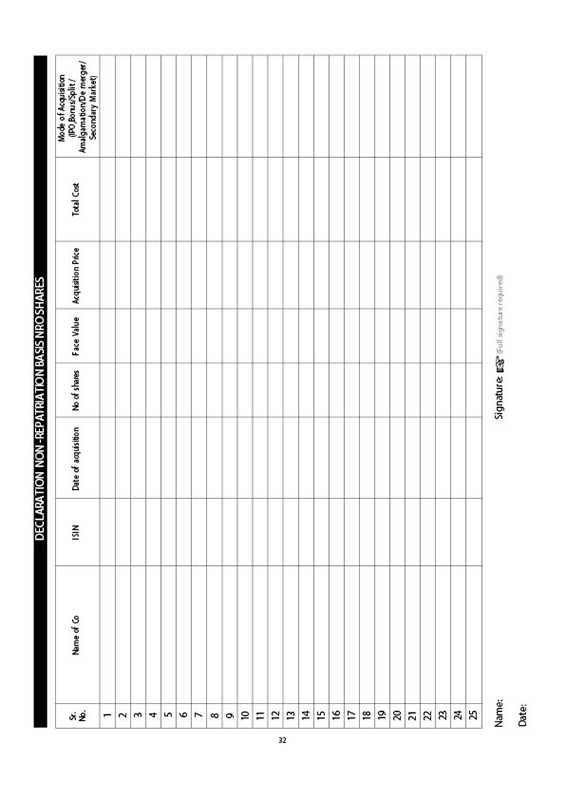 DECLARATION NON-REPATRIATION BASIS NRO SHARES
Sr.
No.
Name of Co
ISIN
Date of acquisition
No of shares
Face Value
Acquisition Price
Total Cost
Mode of Acquisition
(IPO,Bonus/Split /
Amalgamation/De merger/
Secondary Market)
1
2
3
4
5
6
7
8
9
10
11
12
13
14
15
16
17
18
19
20
21
22
23
24
25
Name:
Signature: (Full signature required)
Date:
32